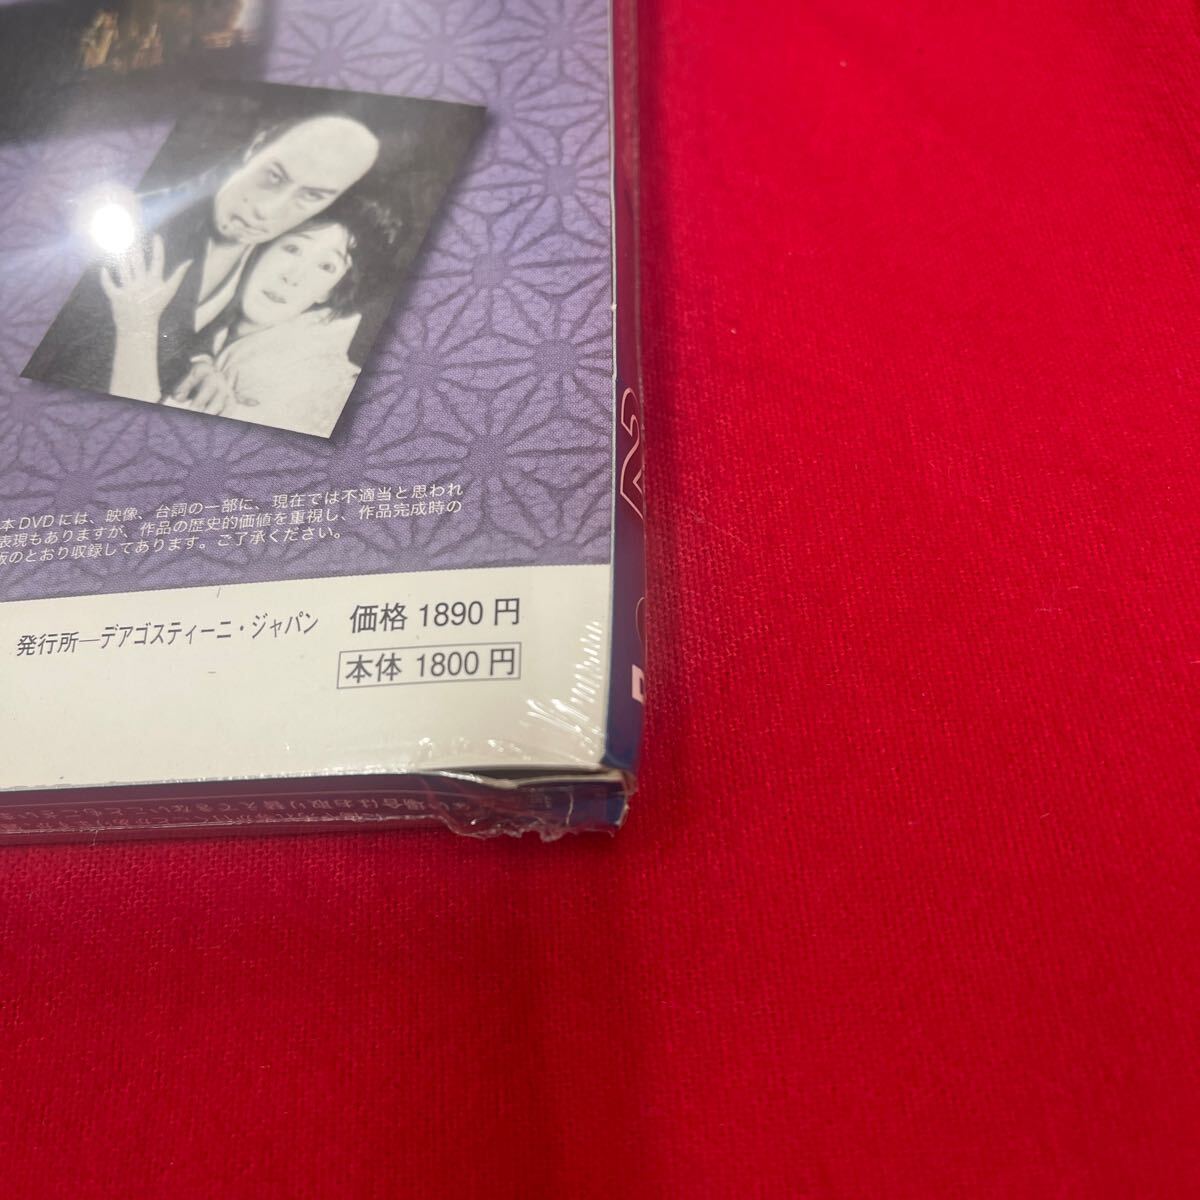 本DVDには、映像、台詞の一部に、現在では不適当と思われ
表現もありますが、作品の歴史的価値を重視し、作品完成時の
版のとおり収録してあります。ご了承ください。
発行所―デアゴスティーニ・ジャパン
価格 1890 円
本体 1800 円
2